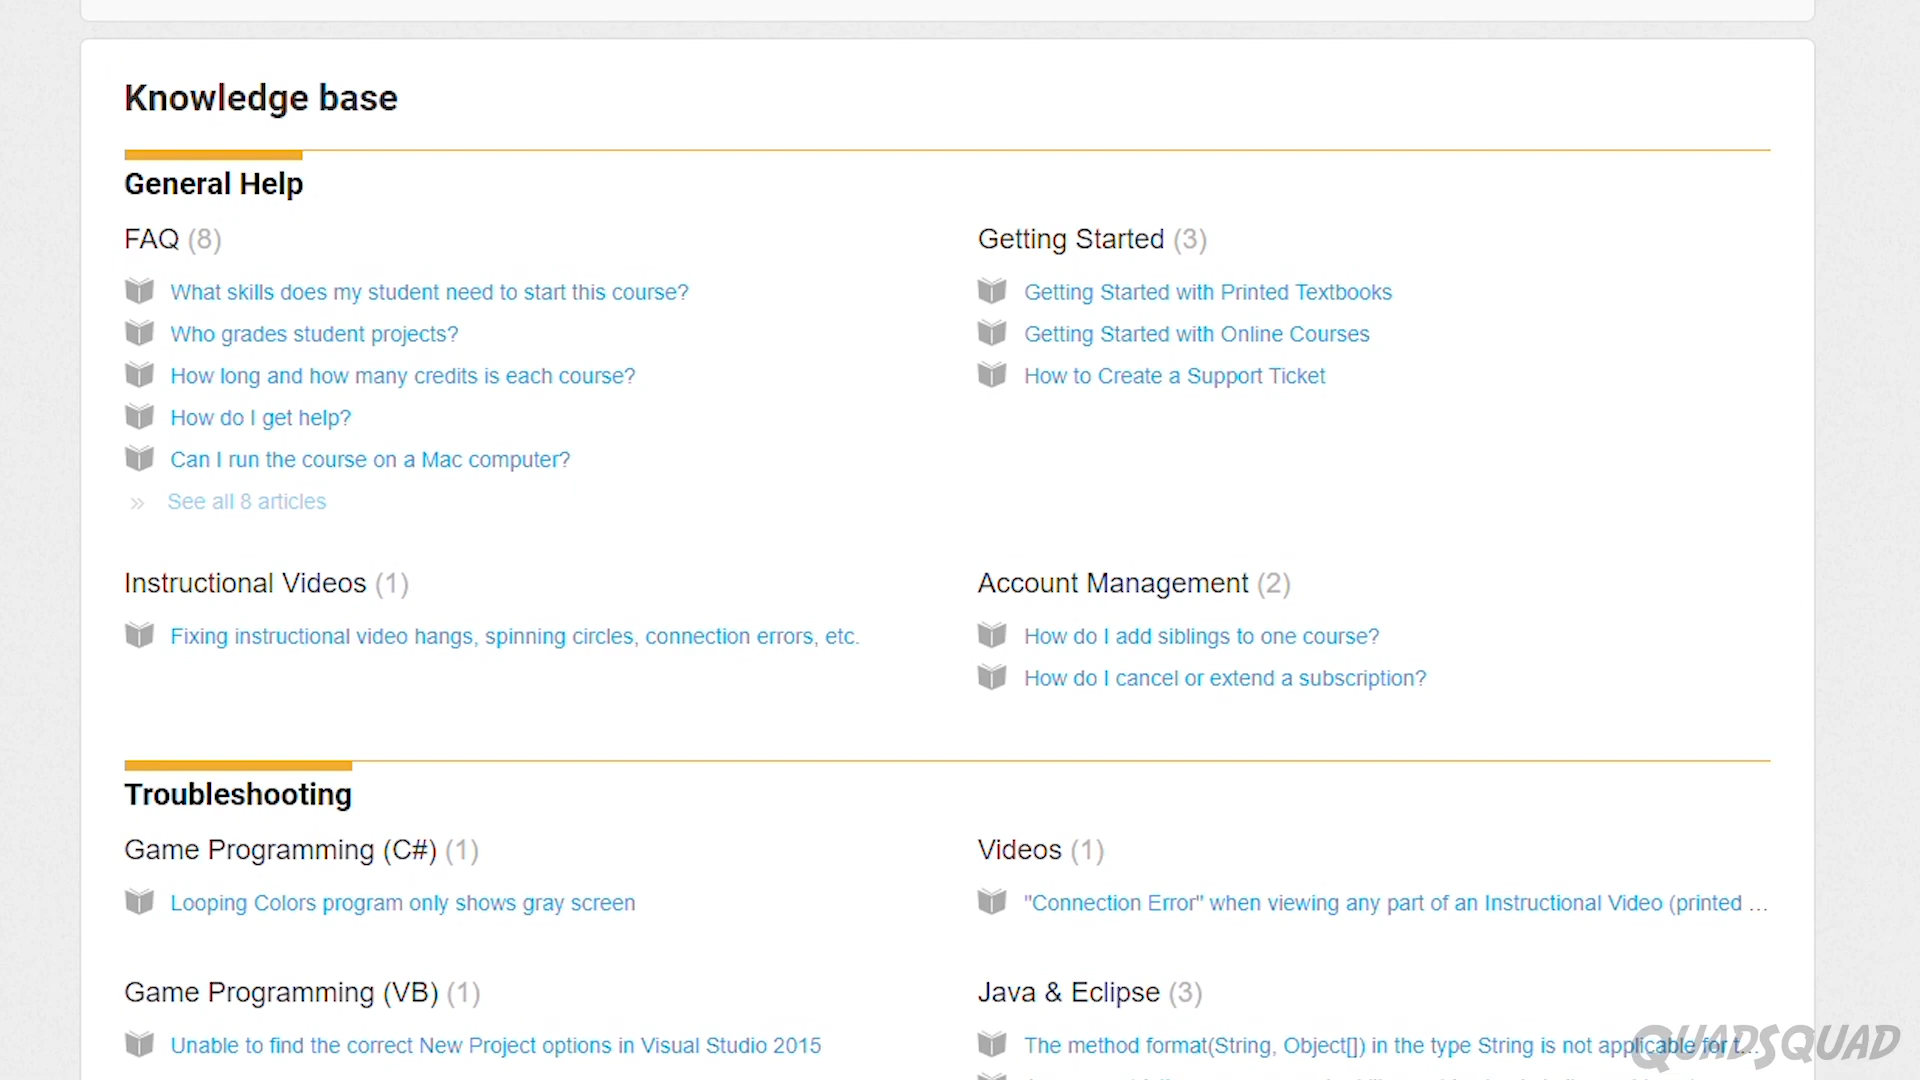 Knowledge base
General Help
FAQ (8)
What skills does my student need to start this course?
Who grades student projects?
How long and how many credits is each course?
How do I get help?
Can I run the course on a Mac computer?
See all 8 articles
Getting Started (3)
Getting Started with Printed Textbooks
Getting Started with Online Courses
How to Create a Support Ticket
Instructional Videos (1)
Fixing instructional video hangs, spinning circles, connection errors, etc.
Account Management (2)
How do I add siblings to one course?
How do I cancel or extend a subscription?
Troubleshooting
Game Programming (C#) (1)
Looping Colors program only shows gray screen
Videos (1)
"Connection Error" when viewing any part of an Instructional Video (printed ...
Game Programming (VB) (1)
Unable to find the correct New Project options in Visual Studio 2015
Java & Eclipse (3)
The method format(String, Object[]) in the type String is not applicable for t...
QUADSQUAD